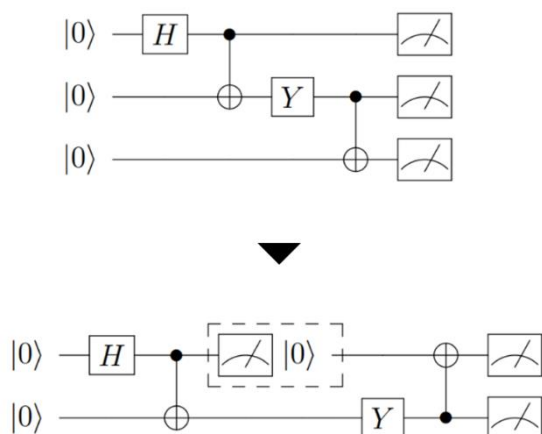 |0⟩ H
|0⟩ Y
|0⟩
|0⟩ H |0⟩
|0⟩ Y